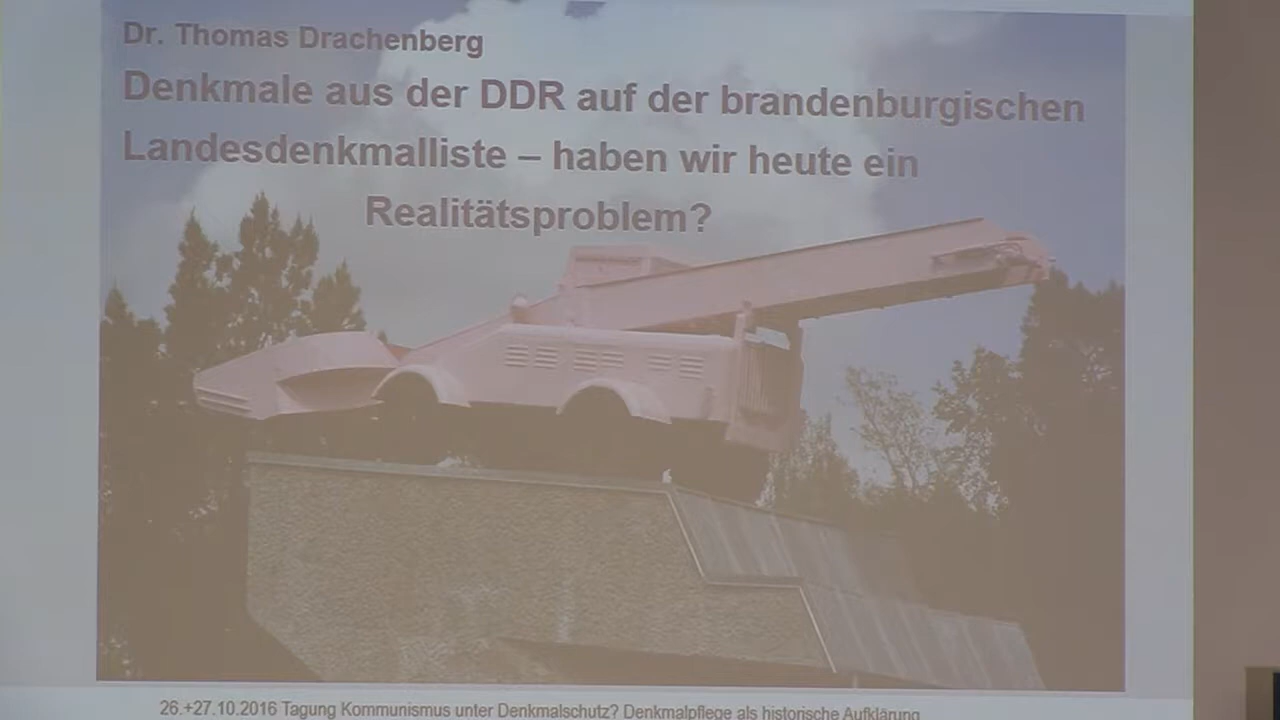 Dr. Thomas Drachenberg
Denkmale aus der DDR auf der brandenburgischen
Landesdenkmalliste – haben wir heute ein
Realitätsproblem?
26.+27.10.2016 Tagung Kommunismus unter Denkmalschutz? Denkmalpflege als historische Aufklärung